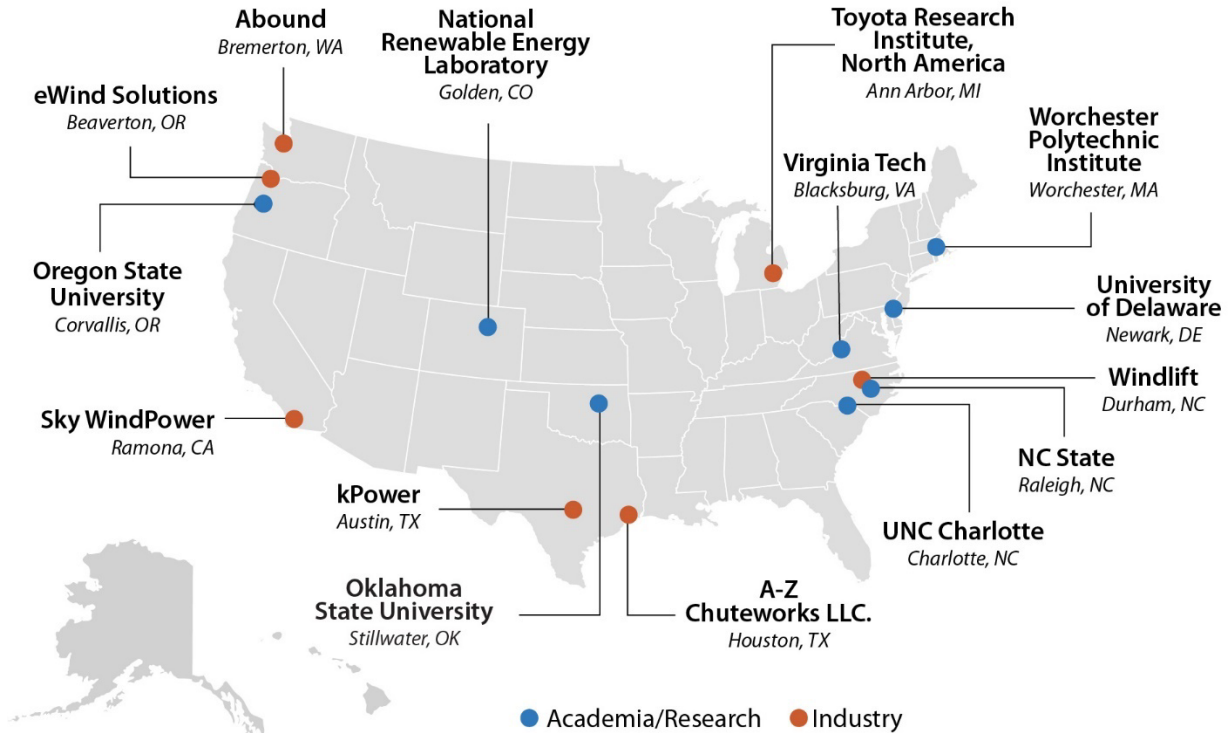 Abound
Bremerton, WA
National
Renewable Energy
Laboratory
Golden, CO
Toyota Research
Institute,
North America
Ann Arbor, MI
eWind Solutions
Beaverton, OR
Worchester
Polytechnic
Institute
Worchester, MA
Virginia Tech
Blacksburg, VA
Oregon State
University
Corvallis, OR
University
of Delaware
Newark, DE
Windlift
Durham, NC
Sky WindPower
Ramona, CA
NC State
Raleigh, NC
kPower
Austin, TX
UNC Charlotte
Charlotte, NC
Oklahoma
State University
Stillwater, OK
A-Z
Chuteworks LLC.
Houston, TX
Academia/Research
Industry